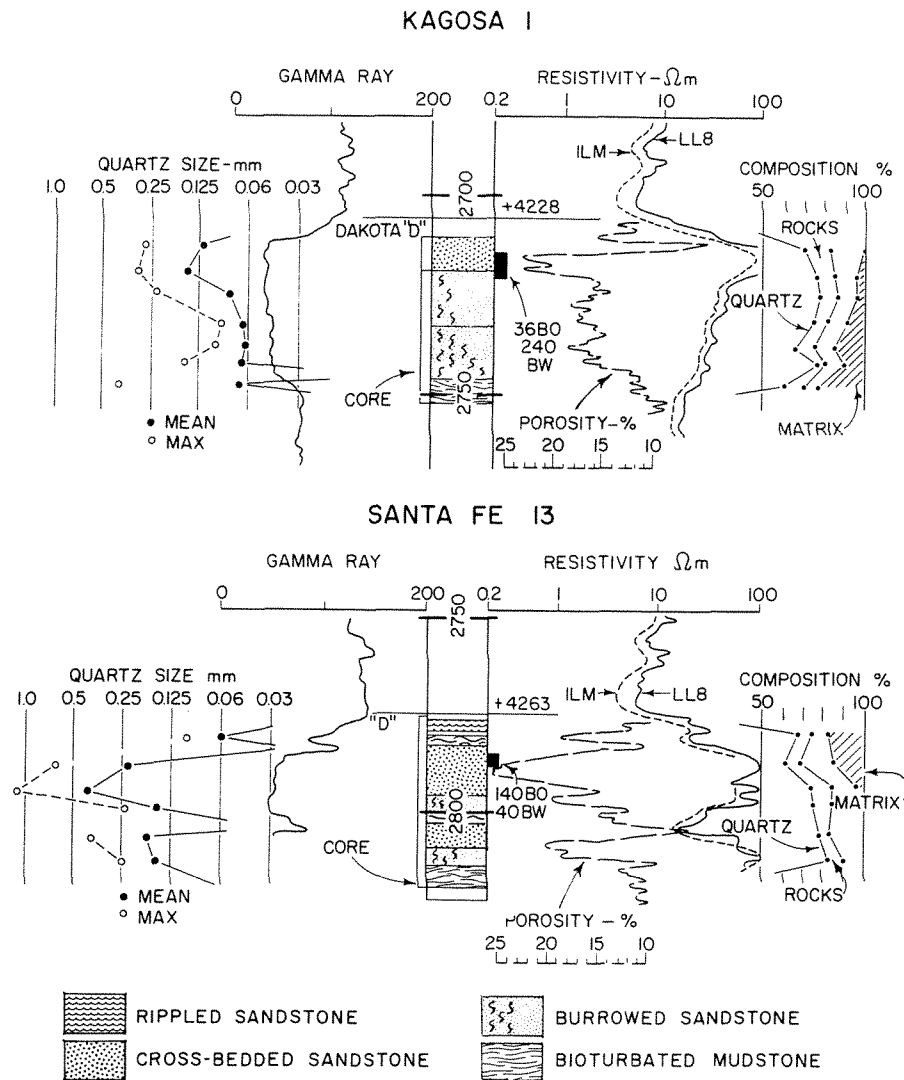 KAGOSA 1
GAMMA RAY
RESISTIVITY-Ωm
0 200 0.2 1 10 100
ILM
LL8
QUARTZ SIZE-mm
1.0 0.5 0.25 0.125 0.06 0.03
COMPOSITION %
50 100
2700
+4228
DAKOTA "D"
ROCKS
QUARTZ
36BO
240
BW
CORE
2750
POROSITY-%
25 20 15 10
MATRIX
MEAN
MAX
SANTA FE 13
GAMMA RAY
RESISTIVITY Ωm
0 200 0.2 1 10 100
2750
QUARTZ SIZE mm
1.0 0.5 0.25 0.125 0.06 0.03
ILM
LL8
COMPOSITION %
50 100
+4263
"D"
140BO
40BW
2800
MATRIX
QUARTZ
CORE
ROCKS
MEAN
MAX
POROSITY - %
25 20 15 10
RIPPLED SANDSTONE
BURROWED SANDSTONE
CROSS-BEDDED SANDSTONE
BIOTURBATED MUDSTONE